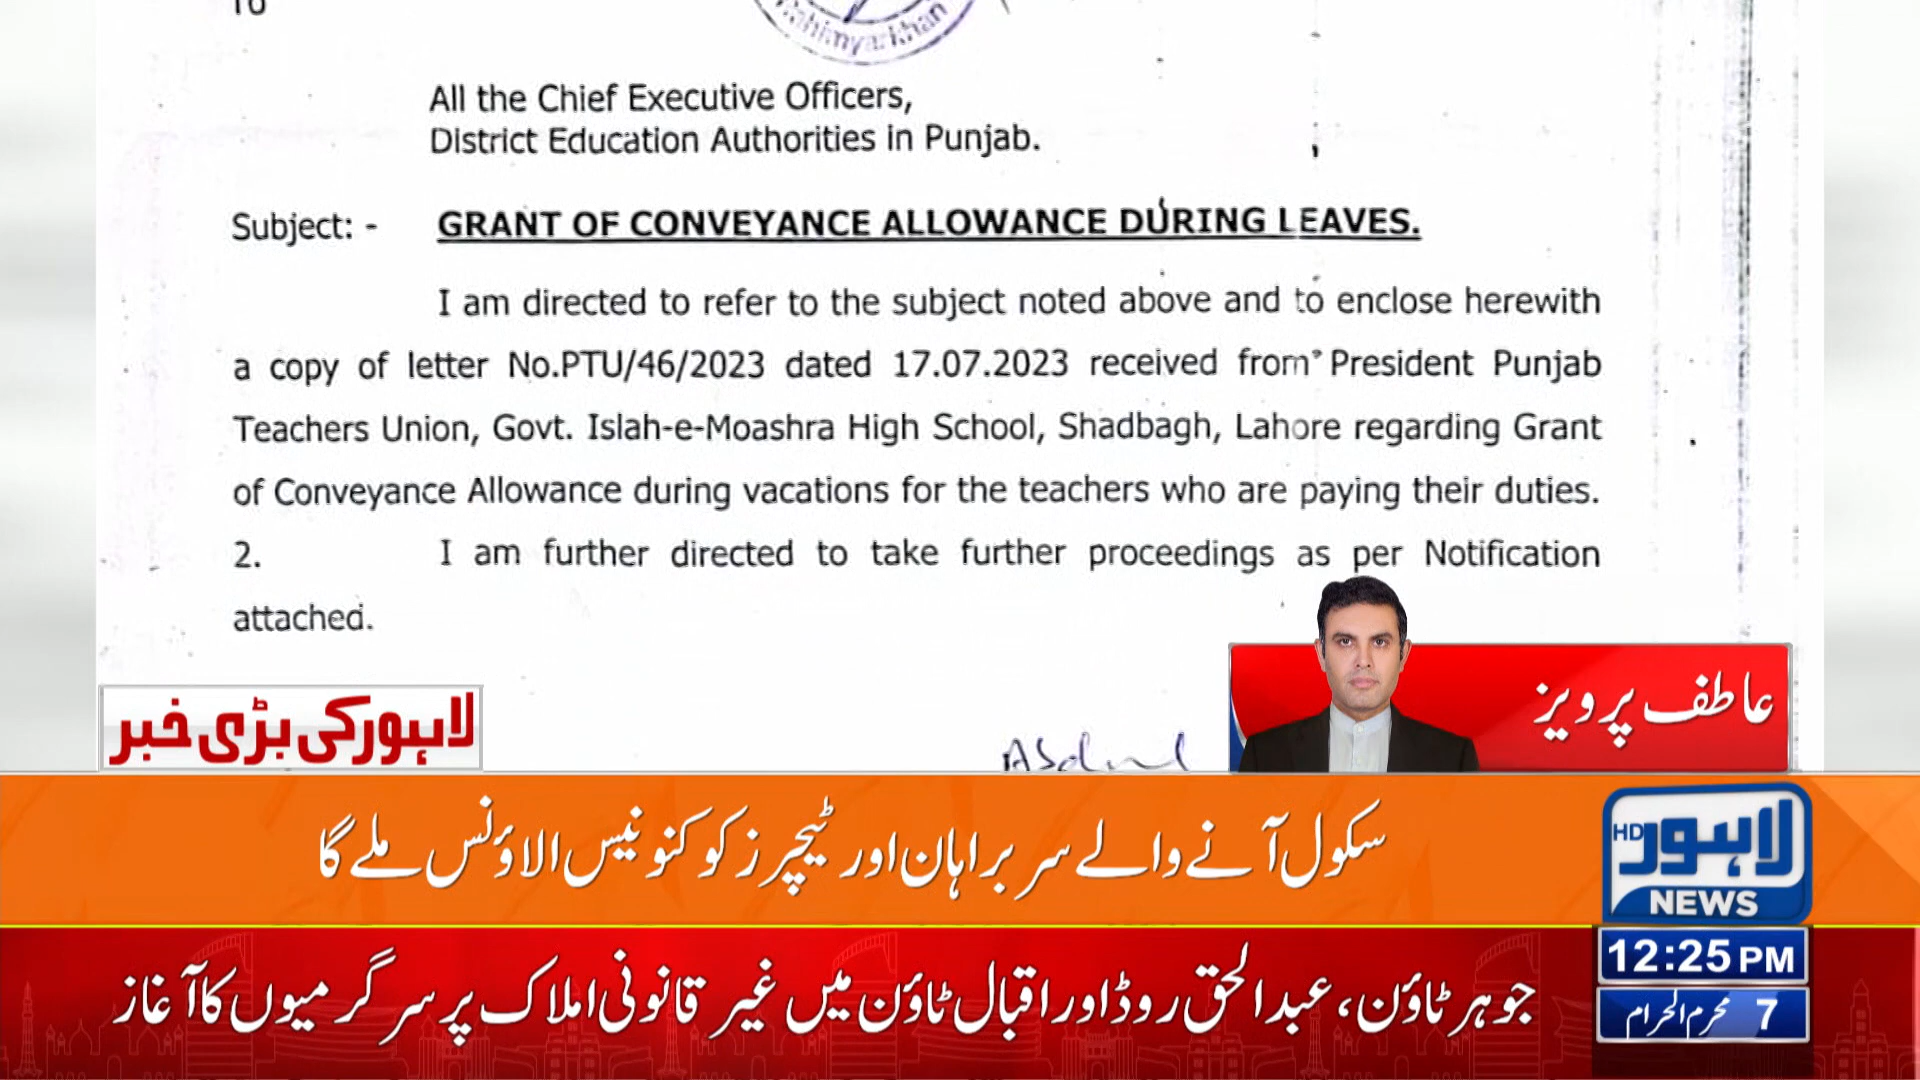 To
Rahimyarkhan
All the Chief Executive Officers,
District Education Authorities in Punjab.
Subject: - GRANT OF CONVEYANCE ALLOWANCE DURING LEAVES.
I am directed to refer to the subject noted above and to enclose herewith
a copy of letter No.PTU/46/2023 dated 17.07.2023 received from President Punjab
Teachers Union, Govt. Islah-e-Moashra High School, Shadbagh, Lahore regarding Grant
of Conveyance Allowance during vacations for the teachers who are paying their duties.
2. I am further directed to take further proceedings as per Notification
attached.
عاطف پرویز
لاہور کی بڑی خبر
سکول آنے والے سربراہان اور ٹیچرز کو کنونیس الاؤنس ملے گا
لاہور HD
NEWS
12:25 PM
جوہر ٹاؤن، عبدالحق روڈ اور اقبال ٹاؤن میں غیر قانونی املاک پر سرگرمیوں کا آغاز
7 محرم الحرام